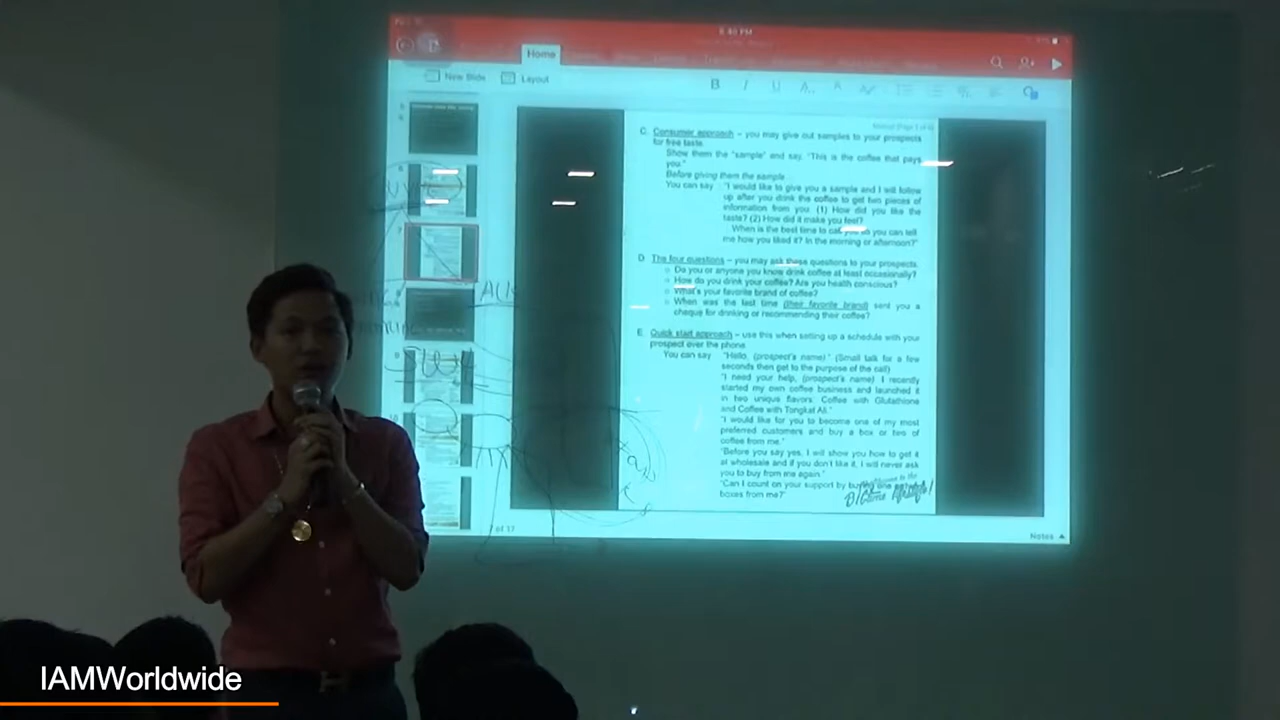 8:40 PM
Home
New Slide
Layout
B I U
C. Consumer approach – you may give out samples to your prospects
for free taste.
Show them the "sample" and say, "This is the coffee that pays
you."
Before giving them the sample
You can say "I would like to give you a sample and I will follow
up after you drink the coffee to get two pieces of
information from you (1) How did you like the
taste? (2) How did it make you feel?
When is the best time to call you so you can tell
me how you liked it? In the morning or afternoon?"
D The four questions – you may ask these questions to your prospects.
Do you or anyone you know drink coffee at least occasionally?
How do you drink your coffee? Are you health conscious?
What's your favorite brand of coffee?
When was the last time (their favorite brand) sent you a
cheque for drinking or recommending their coffee?
E. Quick start approach – use this when setting up a schedule with your
prospect over the phone.
You can say "Hello, (prospect's name)." (Small talk for a few
seconds then get to the purpose of the call)
"I need your help, (prospect's name) I recently
started my own coffee business and launched it
in two unique flavors: Coffee with Glutathione
and Coffee with Tongkat Ali."
"I would like for you to become one of my most
preferred customers and buy a box or two of
coffee from me."
"Before you say yes, I will show you how to get it
at wholesale and if you don't like it, I will never ask
you to buy from me again."
"Can I count on your support by buying one
boxes from me?"
7 of 17
Notes
IAMWorldwide